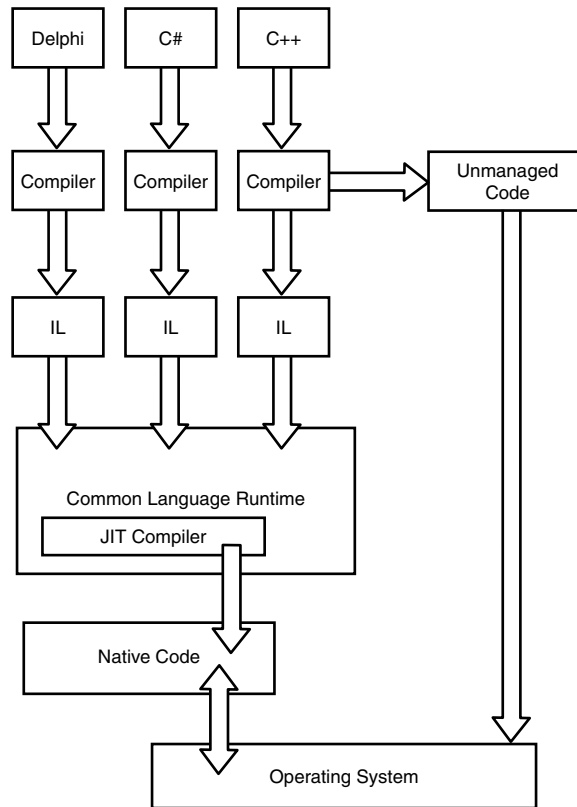 Delphi
C#
C++
Compiler
Compiler
Compiler
Unmanaged
Code
IL
IL
IL
Common Language Runtime
JIT Compiler
Native Code
Operating System